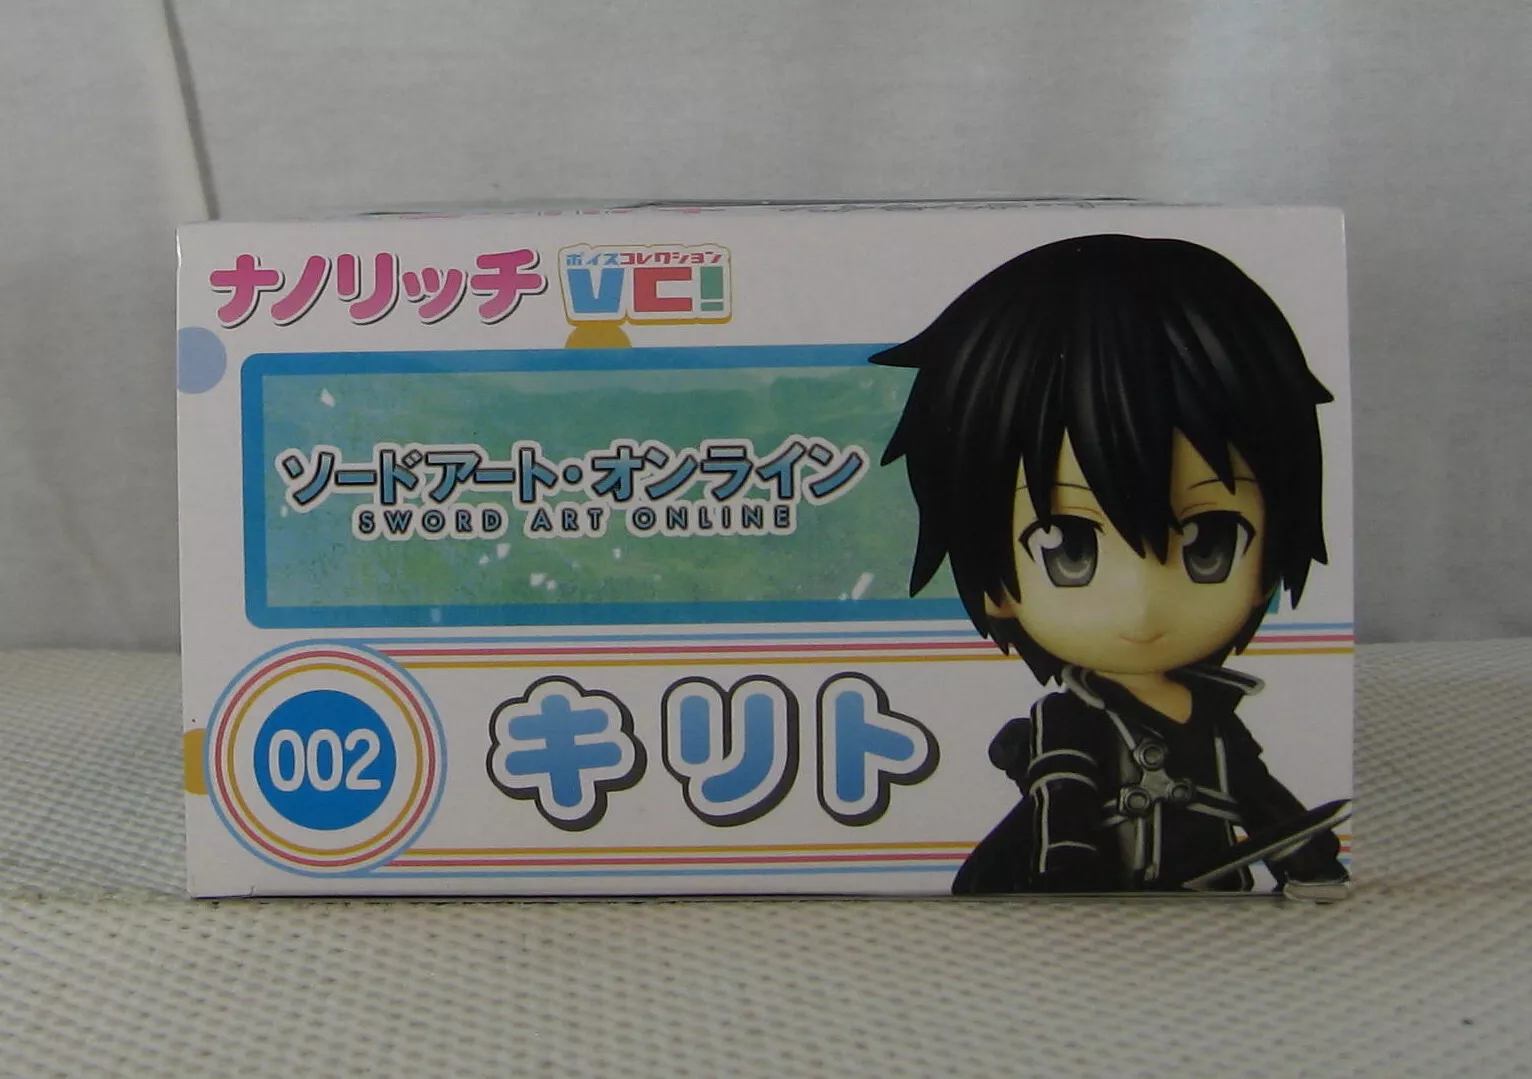 ナノリッチ
ボイスコレクション
VC!
ソードアート・オンライン
SWORD ART ONLINE
002
キリト